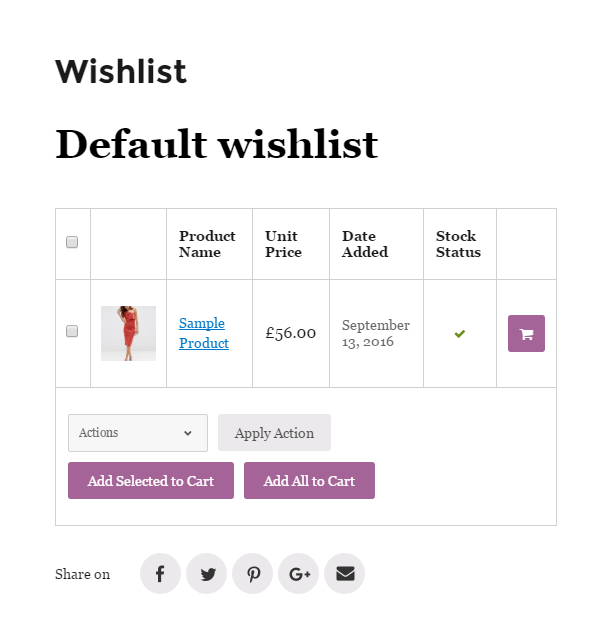 Wishlist
Default wishlist
Product Name
Unit Price
Date Added
Stock Status
Sample Product
£56.00
September 13, 2016
Actions
Apply Action
Add Selected to Cart
Add All to Cart
Share on